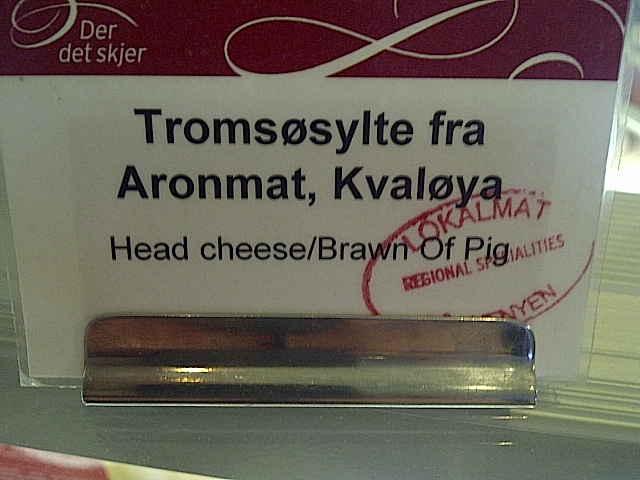 Der
det skjer
Tromsøsylte fra
Aronmat, Kvaløya
Head cheese/Brawn Of Pig
LOKALMAT
REGIONAL SPECIALITIES